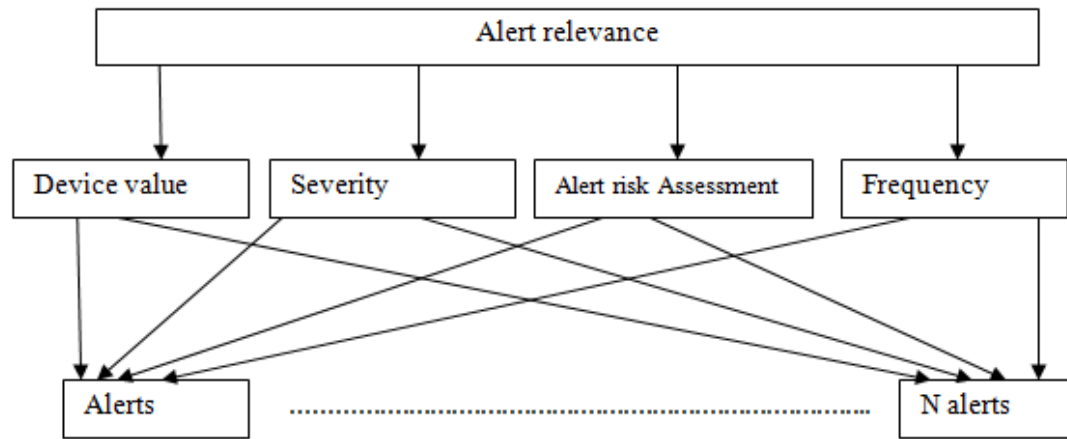 Alert relevance
Device value
Severity
Alert risk Assessment
Frequency
Alerts
N alerts